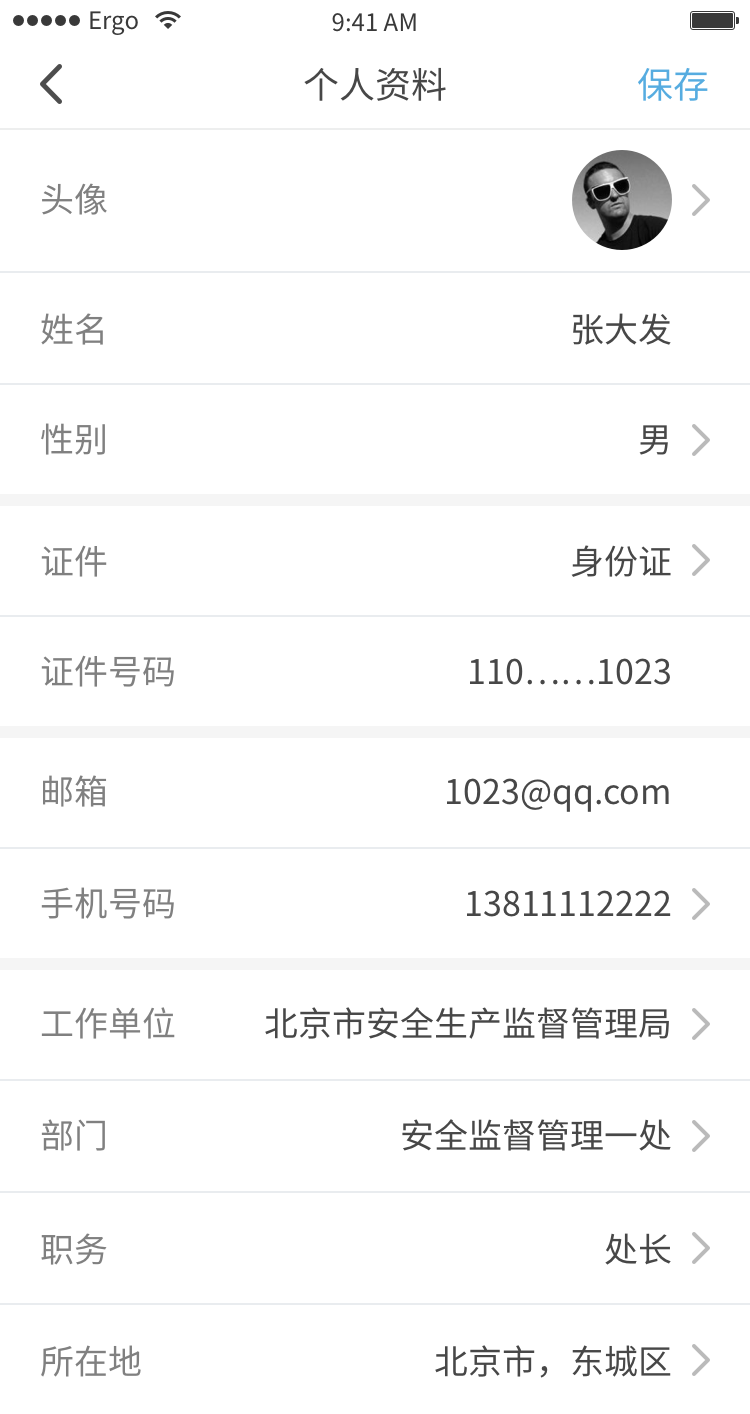 Ergo 9:41 AM
个人资料 保存
头像
姓名 张大发
性别 男
证件 身份证
证件号码 110……1023
邮箱 1023@qq.com
手机号码 13811112222
工作单位 北京市安全生产监督管理局
部门 安全监督管理一处
职务 处长
所在地 北京市，东城区